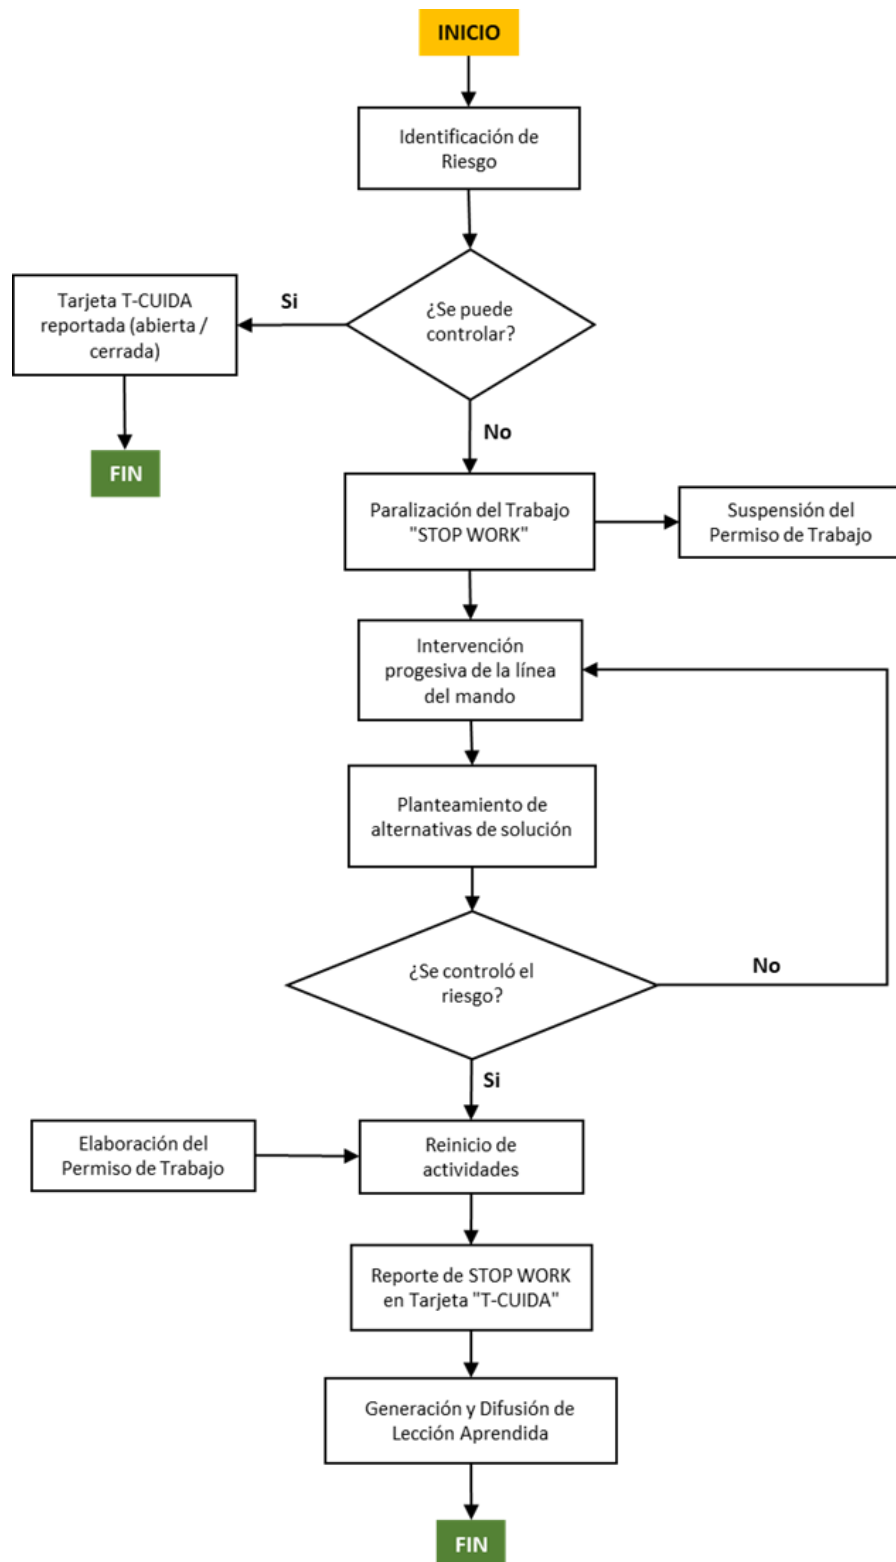 INICIO
Identificación de
Riesgo
¿Se puede
controlar?
Si
Tarjeta T-CUIDA
reportada (abierta /
cerrada)
FIN
No
Paralización del Trabajo
"STOP WORK"
Suspensión del
Permiso de Trabajo
Intervención
progesiva de la línea
del mando
Planteamiento de
alternativas de solución
¿Se controló el
riesgo?
No
Si
Elaboración del
Permiso de Trabajo
Reinicio de
actividades
Reporte de STOP WORK
en Tarjeta "T-CUIDA"
Generación y Difusión de
Lección Aprendida
FIN